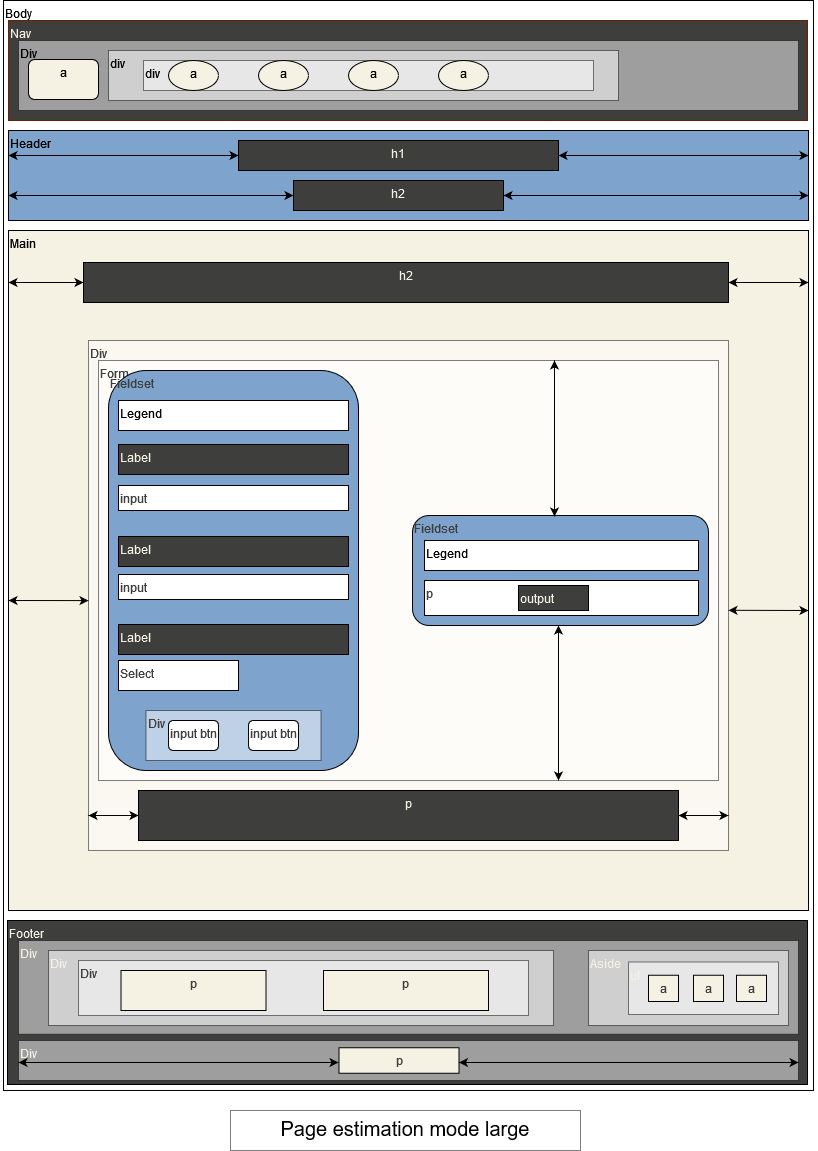 Body
Nav
Div
a
div
div
a
a
a
a
Header
h1
h2
Main
h2
Div
Form
Fieldset
Legend
Label
input
Label
input
Label
Select
Div
input btn
input btn
Fieldset
Legend
p
output
p
Footer
Div
Div
Div
p
p
Aside
ul
a
a
a
Div
p
Page estimation mode large